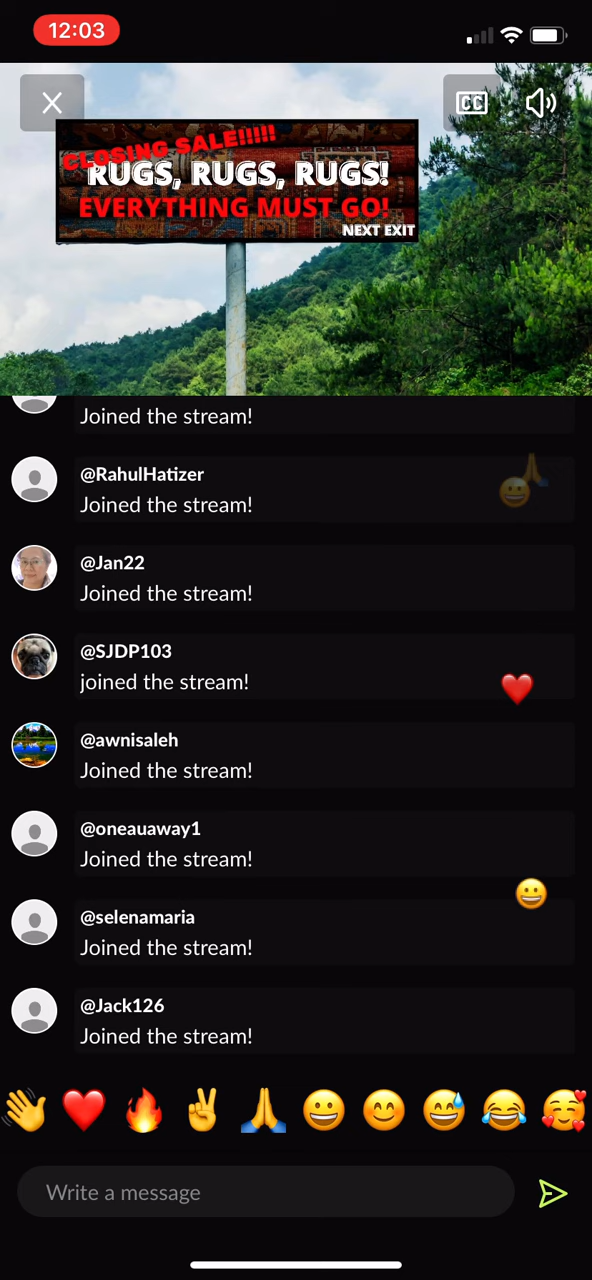 12:03
CC
CLOSING SALE!!!!!
RUGS, RUGS, RUGS!
EVERYTHING MUST GO!
NEXT EXIT
Joined the stream!
@RahulHatizer
Joined the stream!
@Jan22
Joined the stream!
@SJDP103
joined the stream!
@awnisaleh
Joined the stream!
@oneauaway1
Joined the stream!
@selenamaria
Joined the stream!
@Jack126
Joined the stream!
Write a message